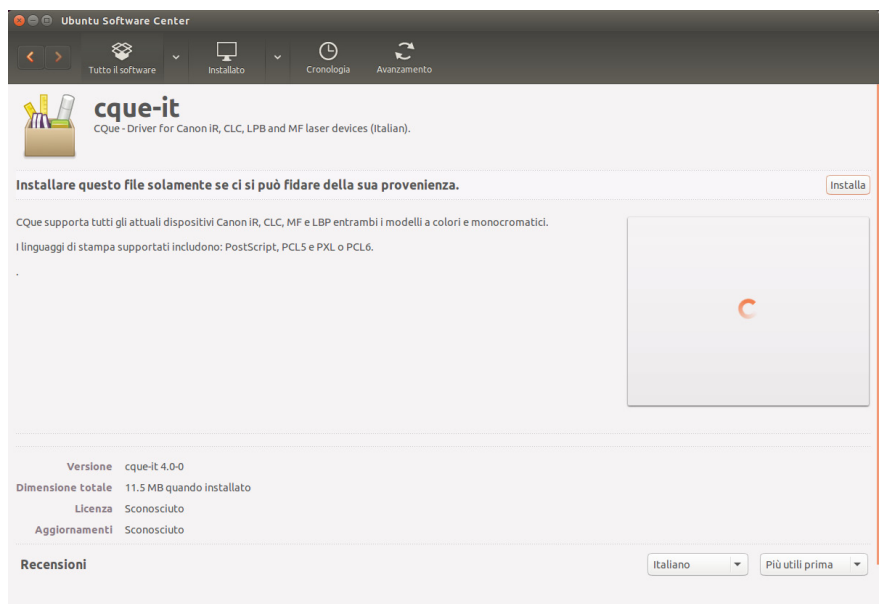 Ubuntu Software Center
Tutto il software
Installato
Cronologia
Avanzamento
cque-it
CQue - Driver for Canon iR, CLC, LPB and MF laser devices (Italian).
Installare questo file solamente se ci si può fidare della sua provenienza.
Installa
CQue supporta tutti gli attuali dispositivi Canon iR, CLC, MF e LBP entrambi i modelli a colori e monocromatici.
I linguaggi di stampa supportati includono: PostScript, PCL5 e PXL o PCL6.
.
Versione cque-it 4.0-0
Dimensione totale 11.5 MB quando installato
Licenza Sconosciuto
Aggiornamenti Sconosciuto
Recensioni
Italiano
Più utili prima